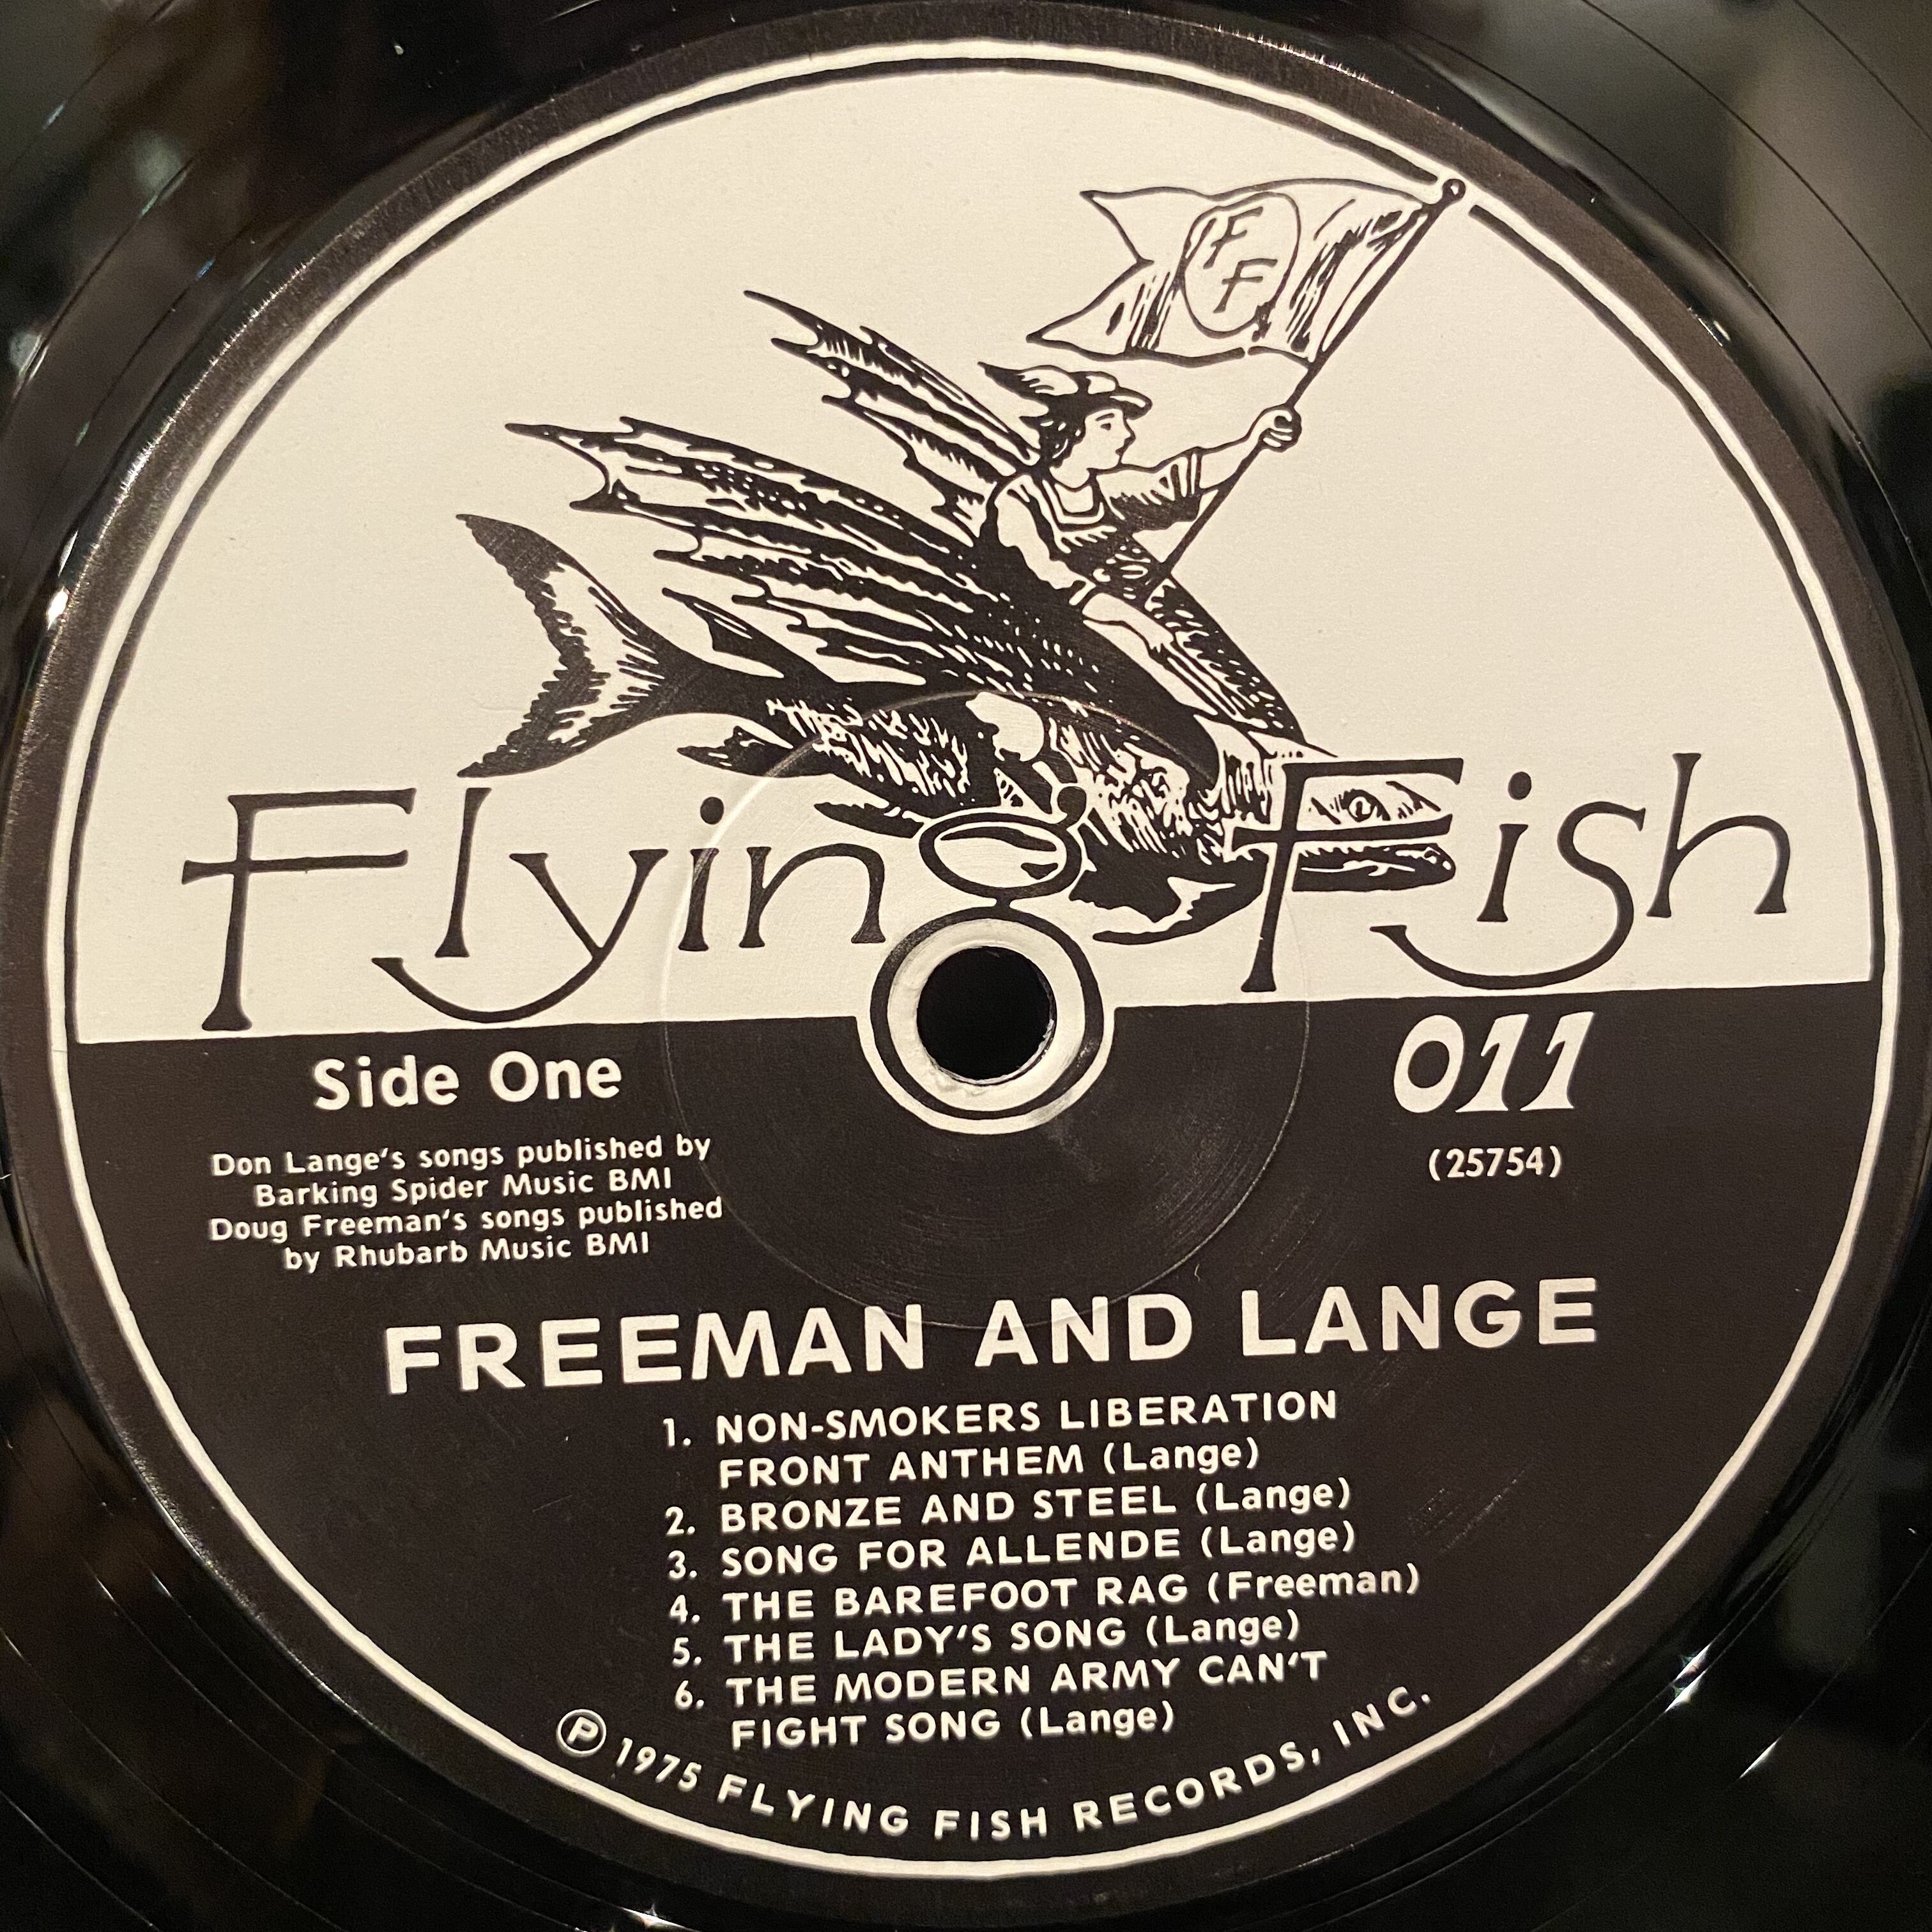 F
F
Flying Fish
Side One
011
(25754)
Don Lange's songs published by
Barking Spider Music BMI
Doug Freeman's songs published
by Rhubarb Music BMI
FREEMAN AND LANGE
1. NON-SMOKERS LIBERATION
FRONT ANTHEM (Lange)
2. BRONZE AND STEEL (Lange)
3. SONG FOR ALLENDE (Lange)
4. THE BAREFOOT RAG (Freeman)
5. THE LADY'S SONG (Lange)
6. THE MODERN ARMY CAN'T
FIGHT SONG (Lange)
Ⓟ 1975 FLYING FISH RECORDS, INC.